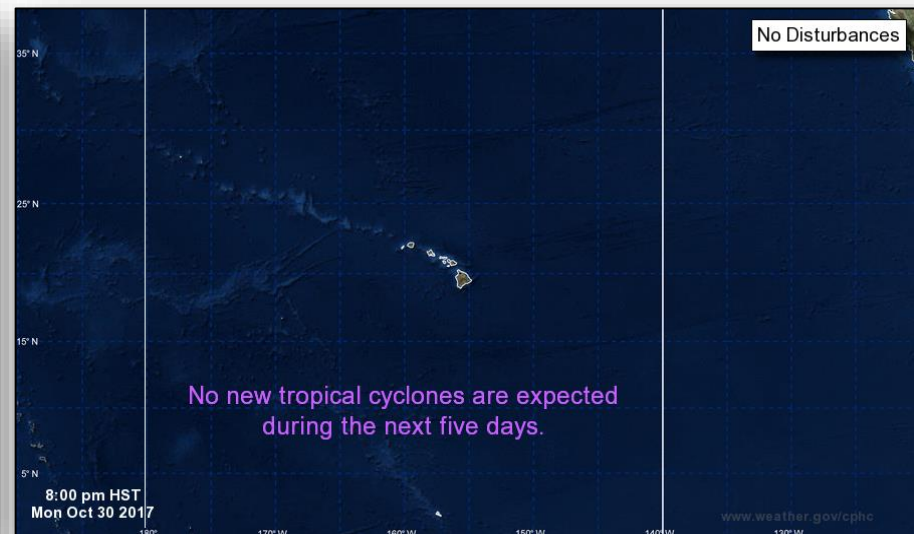 No Disturbances
35° N
25° N
15° N
No new tropical cyclones are expected
during the next five days.
5° N
8:00 pm HST
Mon Oct 30 2017
www.weather.gov/cphc
180° 170° W 160° W 150° W 140° W 130° W